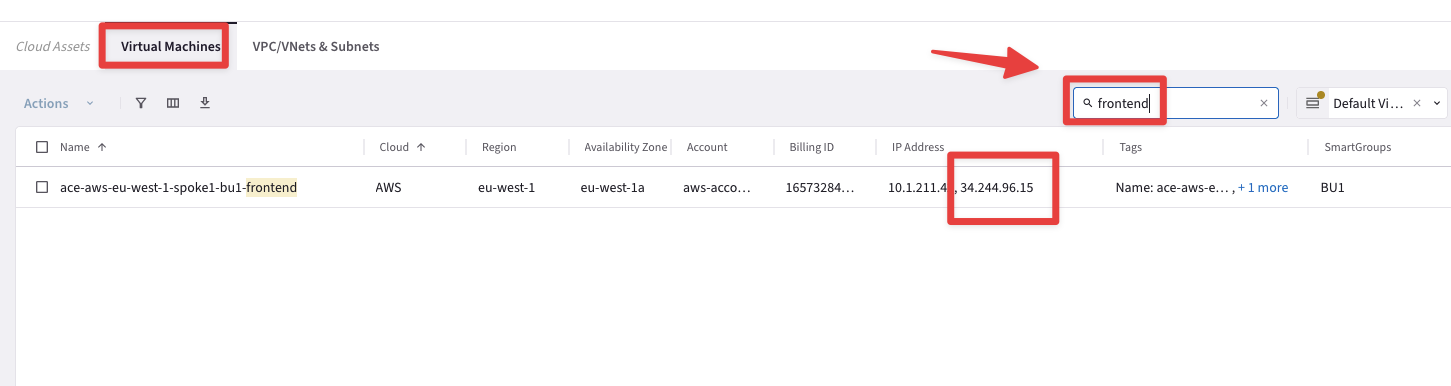 Cloud Assets Virtual Machines VPC/VNets & Subnets
Actions frontend Default Vi...
Name Cloud Region Availability Zone Account Billing ID IP Address Tags SmartGroups
ace-aws-eu-west-1-spoke1-bu1-frontend AWS eu-west-1 eu-west-1a aws-acco... 16573284... 10.1.211.4 , 34.244.96.15 Name: ace-aws-e... , + 1 more BU1